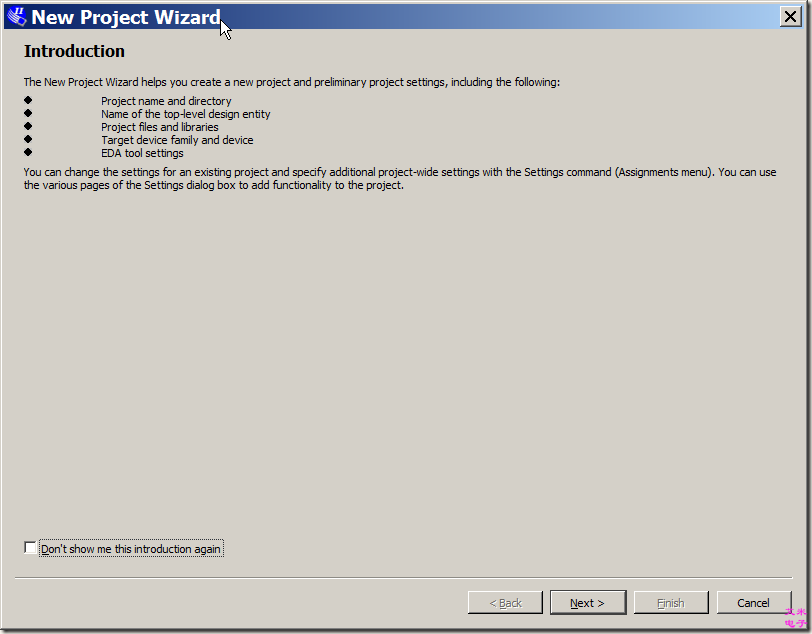 New Project Wizard
Introduction
The New Project Wizard helps you create a new project and preliminary project settings, including the following:
Project name and directory
Name of the top-level design entity
Project files and libraries
Target device family and device
EDA tool settings
You can change the settings for an existing project and specify additional project-wide settings with the Settings command (Assignments menu). You can use
the various pages of the Settings dialog box to add functionality to the project.
Don't show me this introduction again
< Back Next > Finish Cancel
电子